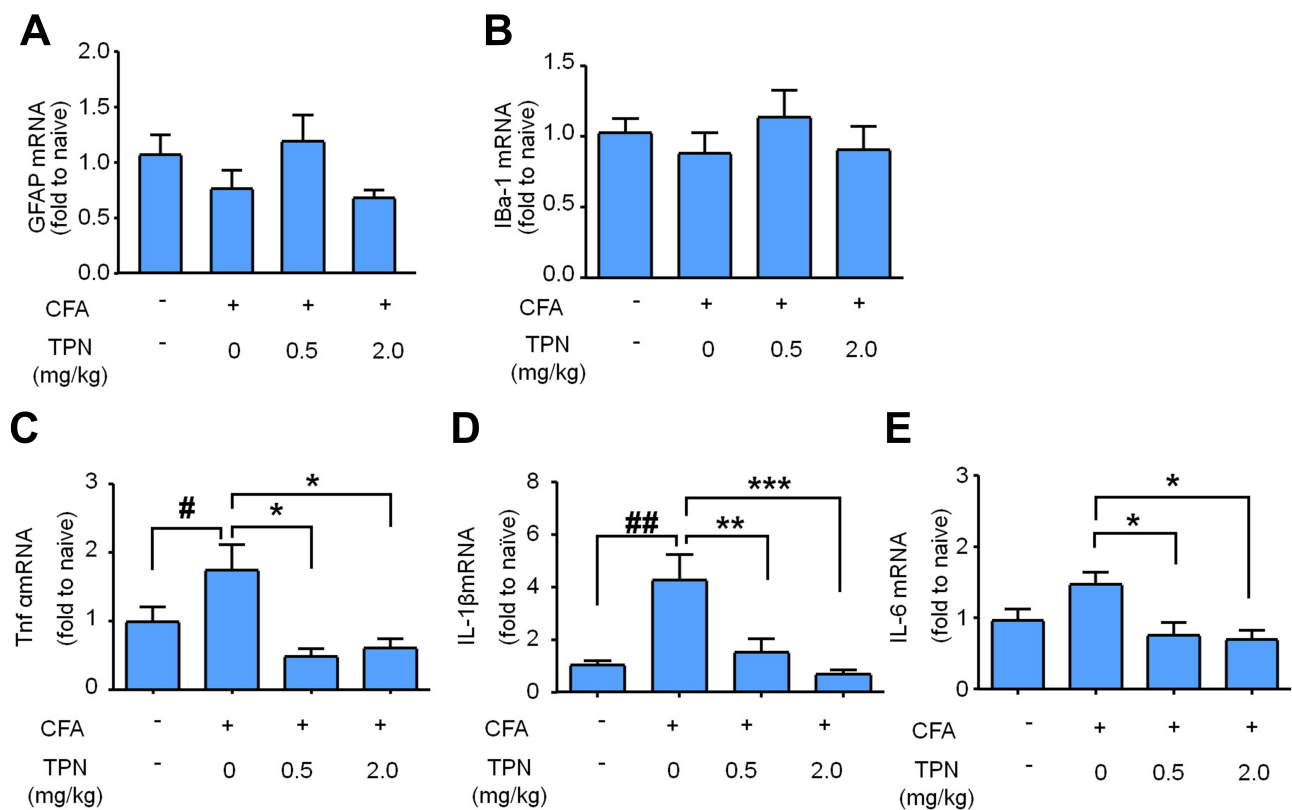 A
GFAP mRNA
(fold to naive)
2.0
1.5
1.0
0.5
0.0
CFA - + + +
TPN - 0 0.5 2.0
(mg/kg)
B
IBa-1 mRNA
(fold to naive)
1.5
1.0
0.5
0.0
CFA - + + +
TPN - 0 0.5 2.0
(mg/kg)
C
Tnf αmRNA
(fold to naive)
3
2
1
0
# * *
CFA - + + +
TPN - 0 0.5 2.0
(mg/kg)
D
IL-1βmRNA
(fold to naïve)
8
6
4
2
0
## ** ***
CFA - + + +
TPN - 0 0.5 2.0
(mg/kg)
E
IL-6 mRNA
(fold to naive)
3
2
1
0
* *
CFA - + + +
TPN - 0 0.5 2.0
(mg/kg)